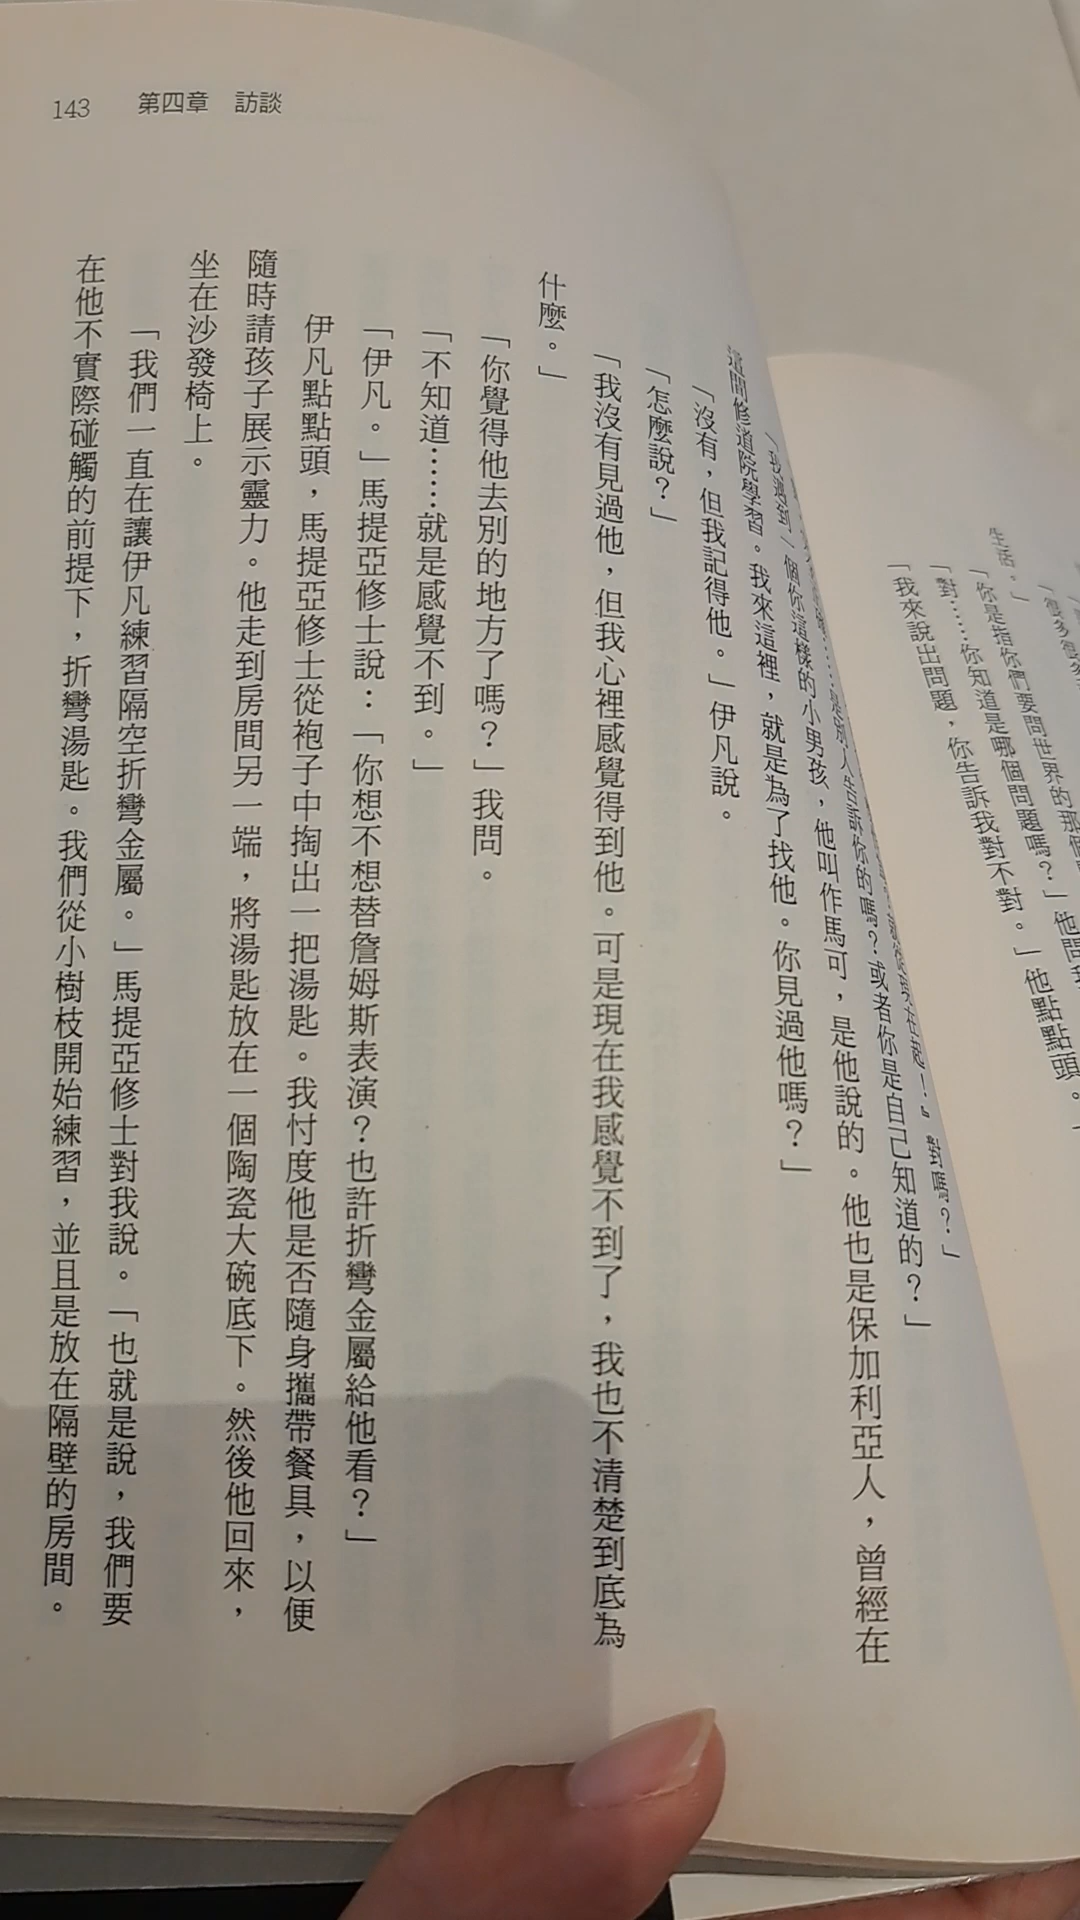 143 第四章 訪談
對嗎？」
或者你是自己知道的？」
「我遇到一個你這樣的小男孩，他叫作馬可，是他說的。他也是保加利亞人，曾經在
這間修道院學習。我來這裡，就是為了找他。你見過他嗎？」
「沒有，但我記得他。」伊凡說。
「怎麼說？」
「我沒有見過他，但我心裡感覺得到他。可是現在我感覺不到了，我也不清楚到底為
什麼。」
「你覺得他去別的地方了嗎？」我問。
「不知道……就是感覺不到。」
「伊凡。」馬提亞修士說：「你想不想替詹姆斯表演？也許折彎金屬給他看？」
伊凡點點頭，馬提亞修士從袍子中掏出一把湯匙。我忖度他是否隨身攜帶餐具，以便
隨時請孩子展示靈力。他走到房間另一端，將湯匙放在一個陶瓷大碗底下。然後他回來，
坐在沙發椅上。
「我們一直在讓伊凡練習隔空折彎金屬。」馬提亞修士對我說。「也就是說，我們要
在他不實際碰觸的前提下，折彎湯匙。我們從小樹枝開始練習，並且是放在隔壁的房間。
生活。」
「你是指你們要問世界的那個
「對……你知道是哪個問題嗎？」他問我
「我來說出問題，你告訴我對不對。」他點點頭。